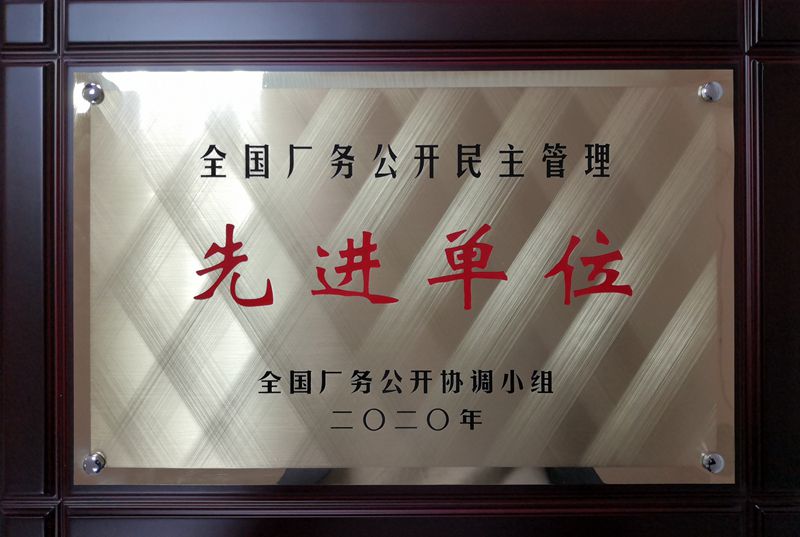 全国厂务公开民主管理
先进单位
全国厂务公开协调小组
二〇二〇年